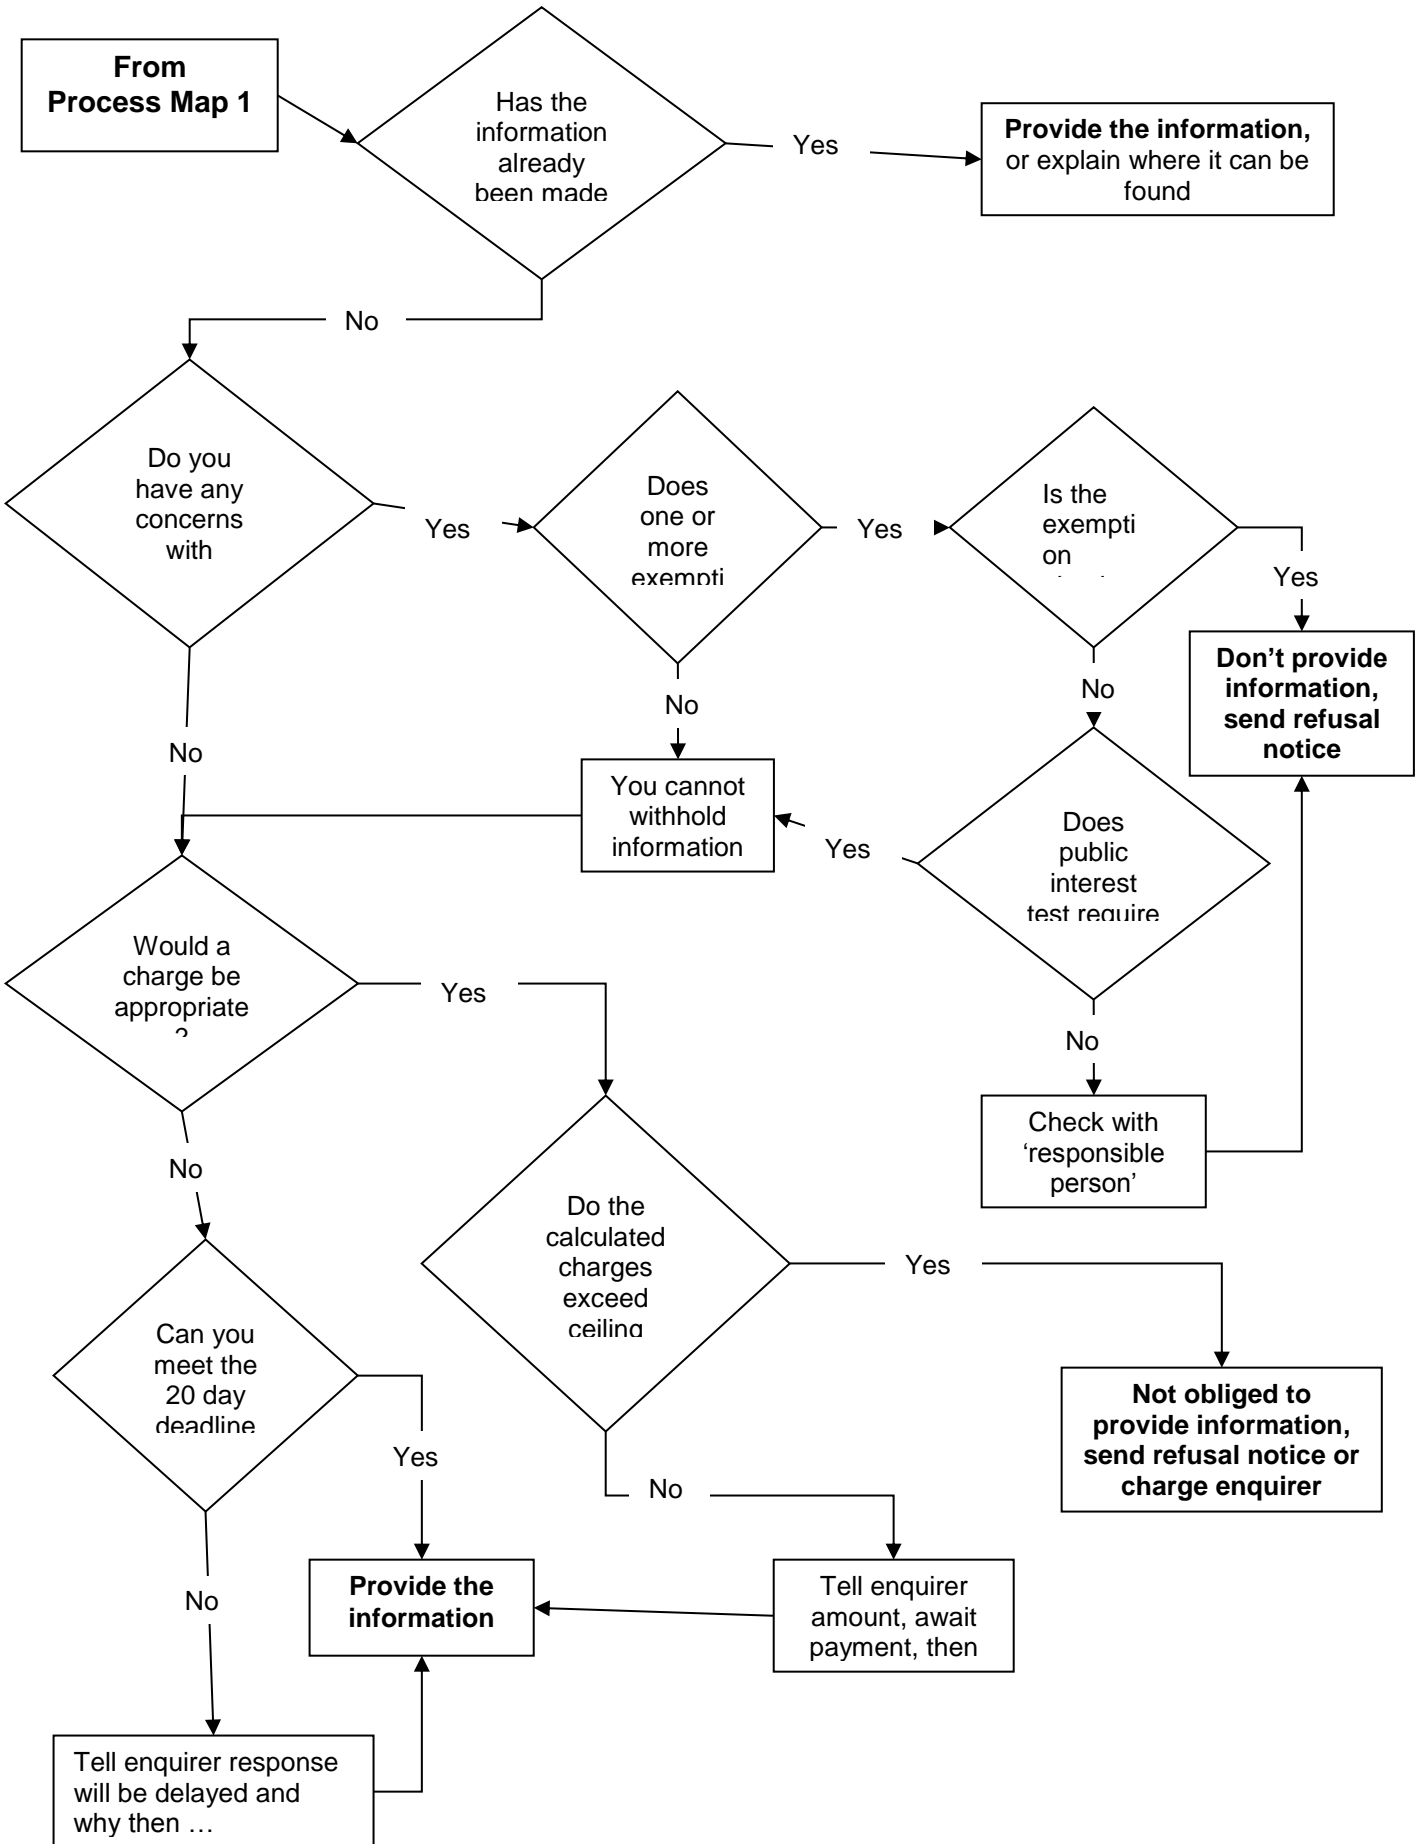 From
Process Map 1
Has the
information
already
been made
Yes
Provide the information,
or explain where it can be
found
No
Do you
have any
concerns
with
Yes
Does
one or
more
exempti
Yes
Is the
exempti
on
Yes
Don’t provide
information,
send refusal
notice
No
No
No
You cannot
withhold
information
Yes
Does
public
interest
test require
Would a
charge be
appropriate
?
Yes
No
Check with
‘responsible
person’
No
Do the
calculated
charges
exceed
ceiling
Yes
Can you
meet the
20 day
deadline
Not obliged to
provide information,
send refusal notice or
charge enquirer
Yes
No
No
Provide the
information
Tell enquirer
amount, await
payment, then
Tell enquirer response
will be delayed and
why then …